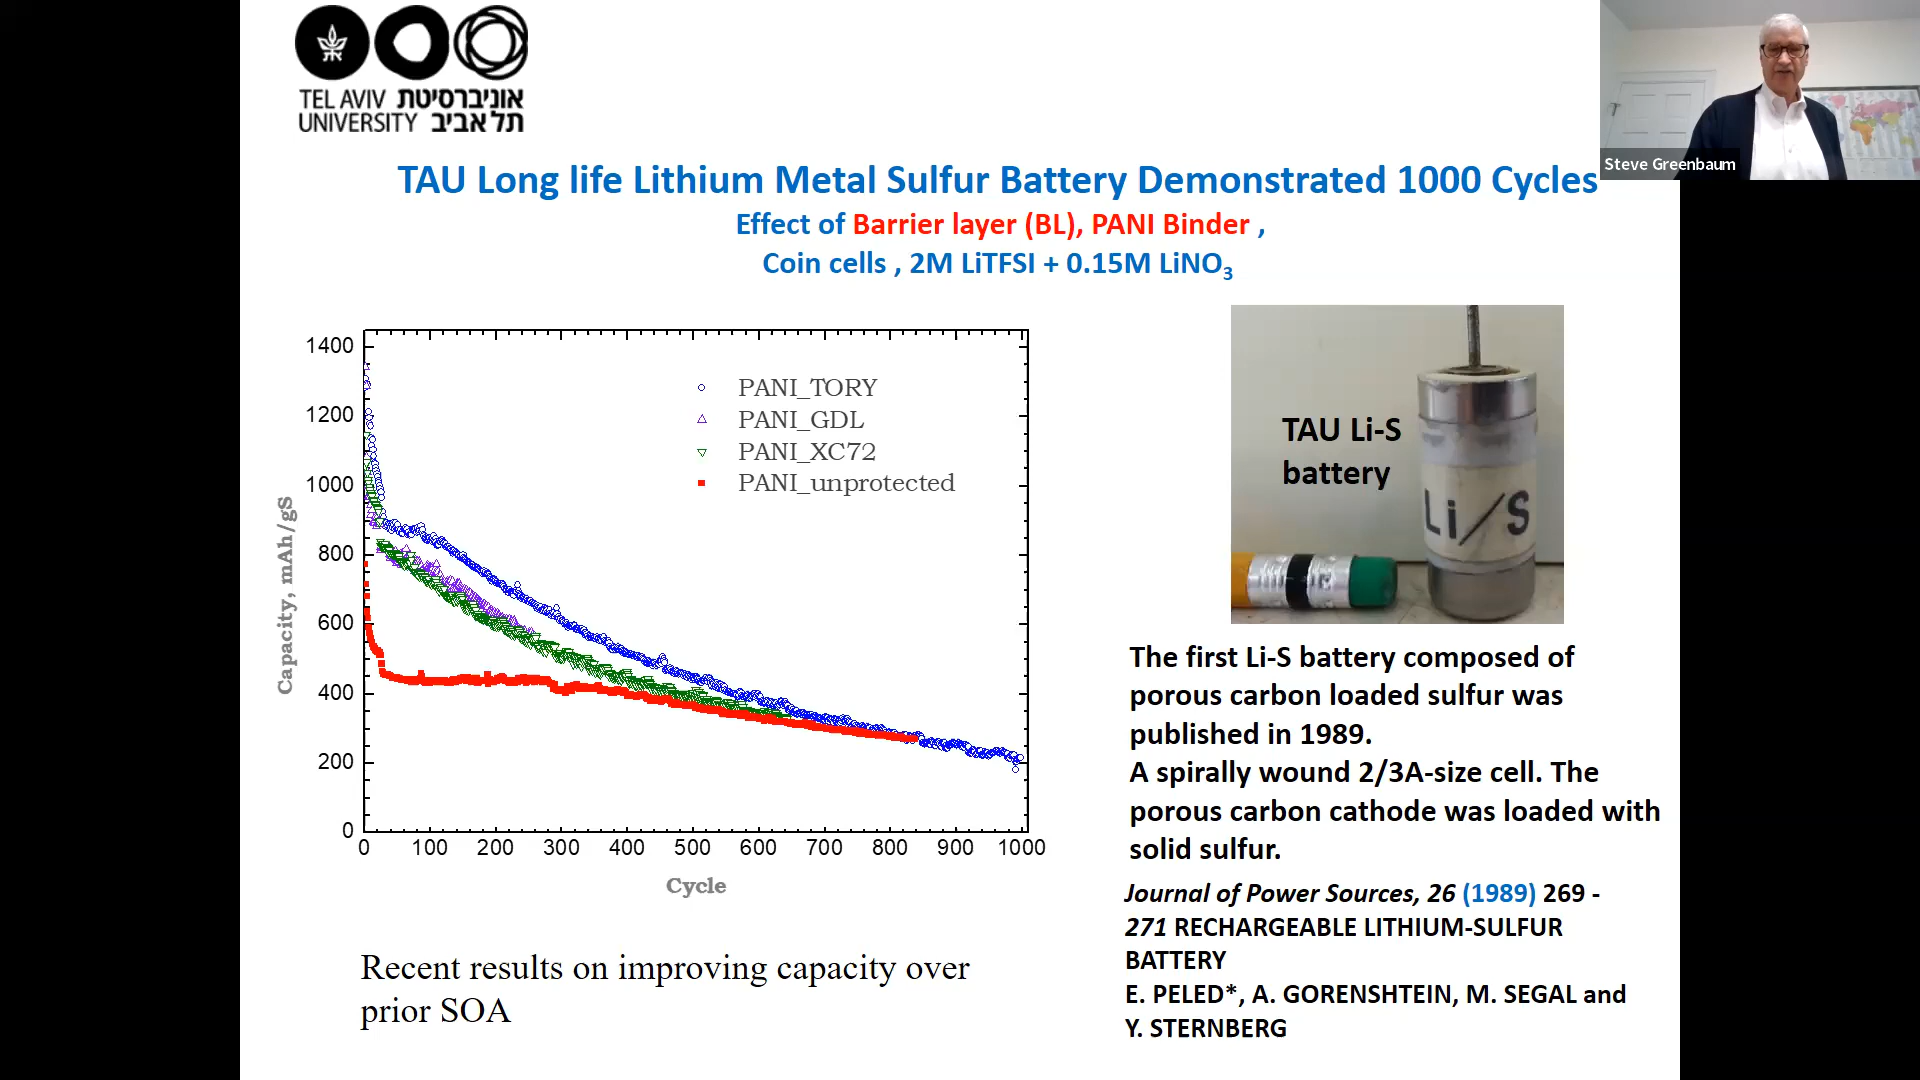 TEL AVIV אוניברסיטת
UNIVERSITY תל אביב
Steve Greenbaum
TAU Long life Lithium Metal Sulfur Battery Demonstrated 1000 Cycles
Effect of Barrier layer (BL), PANI Binder ,
Coin cells , 2M LiTFSI + 0.15M LiNO₃
1400
1200
1000
800
600
400
200
0
Capacity, mAh/gS
PANI_TORY
PANI_GDL
PANI_XC72
PANI_unprotected
0 100 200 300 400 500 600 700 800 900 1000
Cycle
Recent results on improving capacity over
prior SOA
TAU Li-S
battery
Li/S
The first Li-S battery composed of
porous carbon loaded sulfur was
published in 1989.
A spirally wound 2/3A-size cell. The
porous carbon cathode was loaded with
solid sulfur.
Journal of Power Sources, 26 (1989) 269 -
271 RECHARGEABLE LITHIUM-SULFUR
BATTERY
E. PELED*, A. GORENSHTEIN, M. SEGAL and
Y. STERNBERG